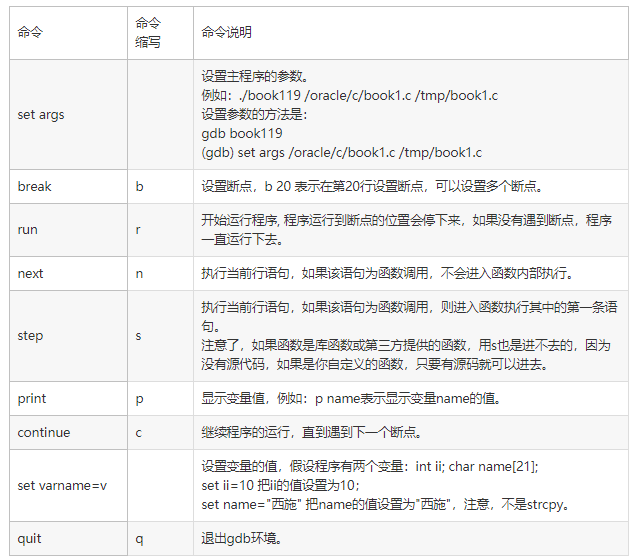 命令
命令
缩写
命令说明
set args
设置主程序的参数。
例如：./book119 /oracle/c/book1.c /tmp/book1.c
设置参数的方法是：
gdb book119
(gdb) set args /oracle/c/book1.c /tmp/book1.c
break
b
设置断点，b 20 表示在第20行设置断点，可以设置多个断点。
run
r
开始运行程序, 程序运行到断点的位置会停下来，如果没有遇到断点，程序
一直运行下去。
next
n
执行当前行语句，如果该语句为函数调用，不会进入函数内部执行。
step
s
执行当前行语句，如果该语句为函数调用，则进入函数执行其中的第一条语
句。
注意了，如果函数是库函数或第三方提供的函数，用s也是进不去的，因为
没有源代码，如果是你自定义的函数，只要有源码就可以进去。
print
p
显示变量值，例如：p name表示显示变量name的值。
continue
c
继续程序的运行，直到遇到下一个断点。
set varname=v
设置变量的值，假设程序有两个变量：int ii; char name[21];
set ii=10 把ii的值设置为10；
set name="西施" 把name的值设置为"西施"，注意，不是strcpy。
quit
q
退出gdb环境。